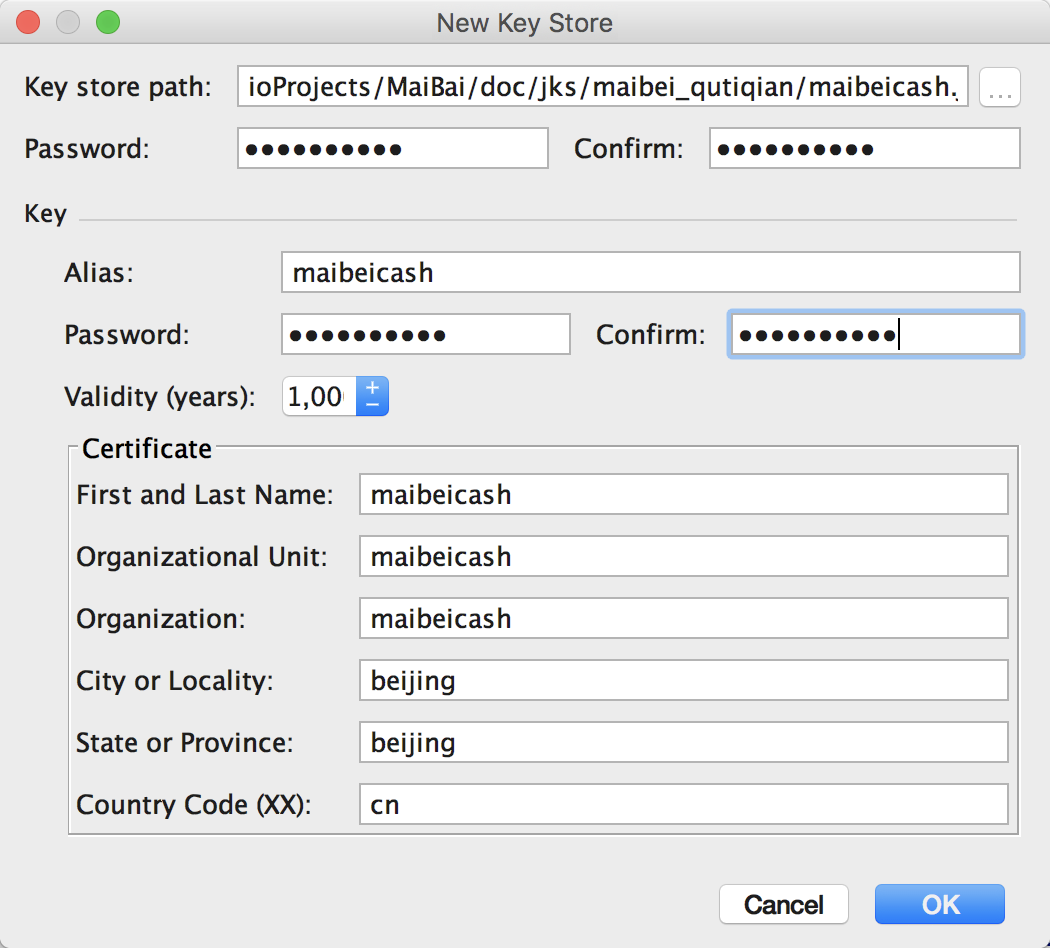 New Key Store
Key store path: ioProjects/MaiBai/doc/jks/maibei_qutiqian/maibeicash. ...
Password: •••••••••• Confirm: ••••••••••
Key
Alias: maibeicash
Password: •••••••••• Confirm: ••••••••••
Validity (years): 1,00
Certificate
First and Last Name: maibeicash
Organizational Unit: maibeicash
Organization: maibeicash
City or Locality: beijing
State or Province: beijing
Country Code (XX): cn
Cancel OK